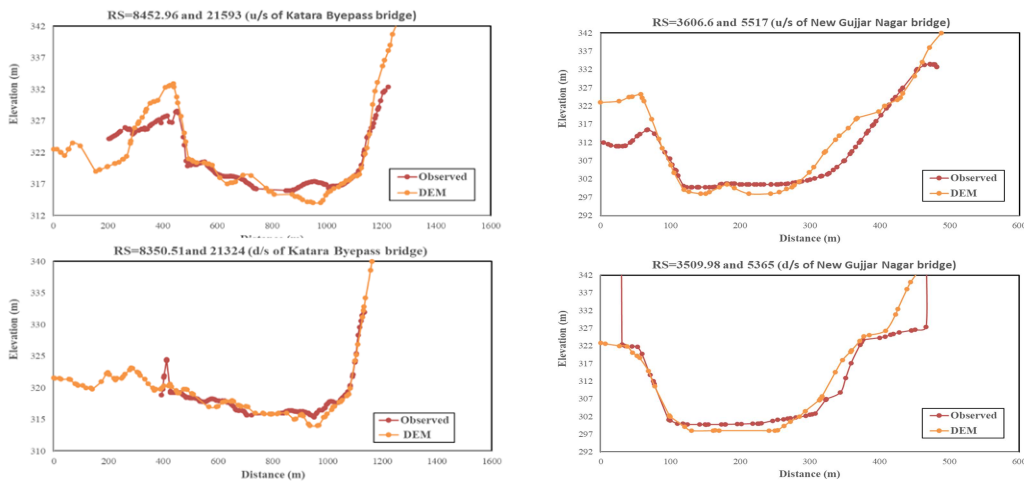 RS=8452.96 and 21593 (u/s of Katara Byepass bridge)
342
337
332
327
322
317
312
Elevation (m)
Observed
DEM
0 200 400 600 800 1000 1200 1400 1600
Distance (m)
RS=8350.51and 21324 (d/s of Katara Byepass bridge)
340
335
330
325
320
315
310
Elevation (m)
Observed
DEM
0 200 400 600 800 1000 1200 1400 1600
Distance (m)
RS=3606.6 and 5517 (u/s of New Gujjar Nagar bridge)
342
337
332
327
322
317
312
307
302
297
292
Elevation (m)
Observed
DEM
0 100 200 300 400 500 600
Distance (m)
RS=3509.98 and 5365 (d/s of New Gujjar Nagar bridge)
342
337
332
327
322
317
312
307
302
297
292
Elevation (m)
Observed
DEM
0 100 200 300 400 500 600
Distance (m)